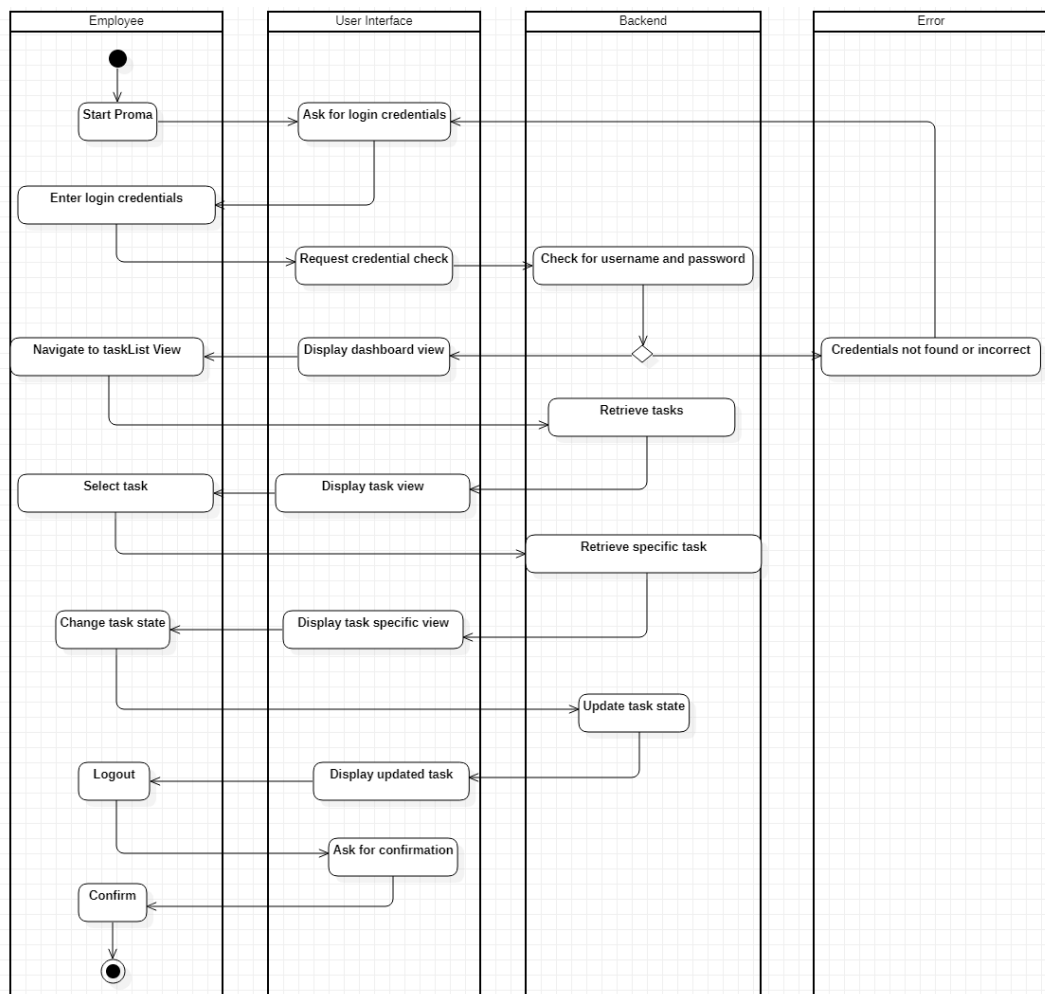 Employee
User Interface
Backend
Error
Start Proma
Ask for login credentials
Enter login credentials
Request credential check
Check for username and password
Navigate to taskList View
Display dashboard view
Credentials not found or incorrect
Retrieve tasks
Select task
Display task view
Retrieve specific task
Change task state
Display task specific view
Update task state
Logout
Display updated task
Ask for confirmation
Confirm